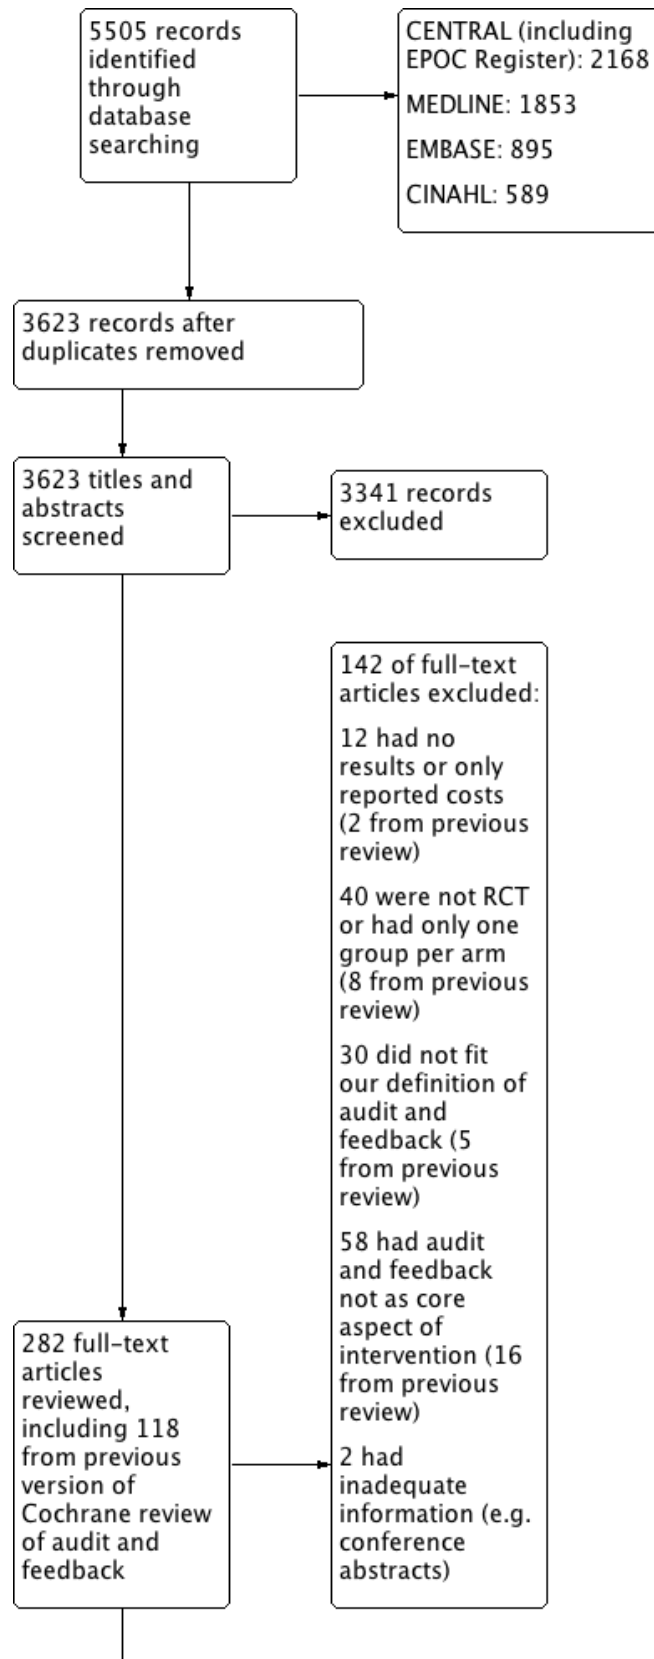 5505 records
identified
through
database
searching
CENTRAL (including
EPOC Register): 2168
MEDLINE: 1853
EMBASE: 895
CINAHL: 589
3623 records after
duplicates removed
3623 titles and
abstracts
screened
3341 records
excluded
142 of full-text
articles excluded:
12 had no
results or only
reported costs
(2 from previous
review)
40 were not RCT
or had only one
group per arm
(8 from previous
review)
30 did not fit
our definition of
audit and
feedback (5
from previous
review)
58 had audit
and feedback
not as core
aspect of
intervention (16
from previous
review)
2 had
inadequate
information (e.g.
conference
abstracts)
282 full-text
articles
reviewed,
including 118
from previous
version of
Cochrane review
of audit and
feedback